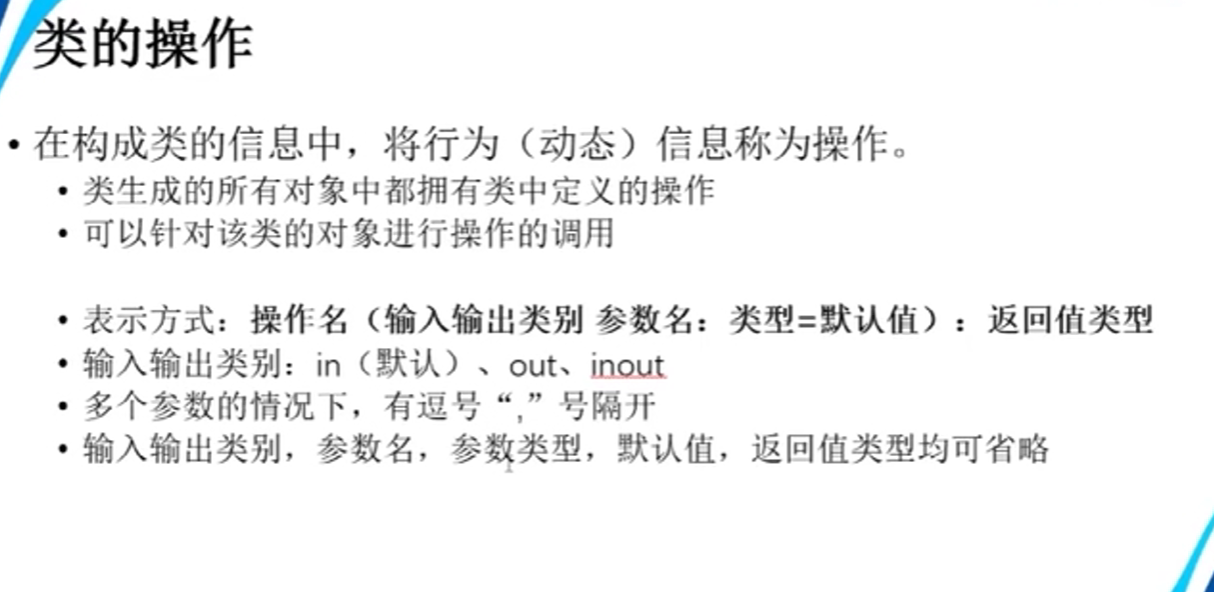 类的操作
• 在构成类的信息中，将行为（动态）信息称为操作。
• 类生成的所有对象中都拥有类中定义的操作
• 可以针对该类的对象进行操作的调用
• 表示方式：操作名（输入输出类别 参数名：类型=默认值）：返回值类型
• 输入输出类别：in（默认）、out、inout
• 多个参数的情况下，有逗号“,”号隔开
• 输入输出类别，参数名，参数类型，默认值，返回值类型均可省略